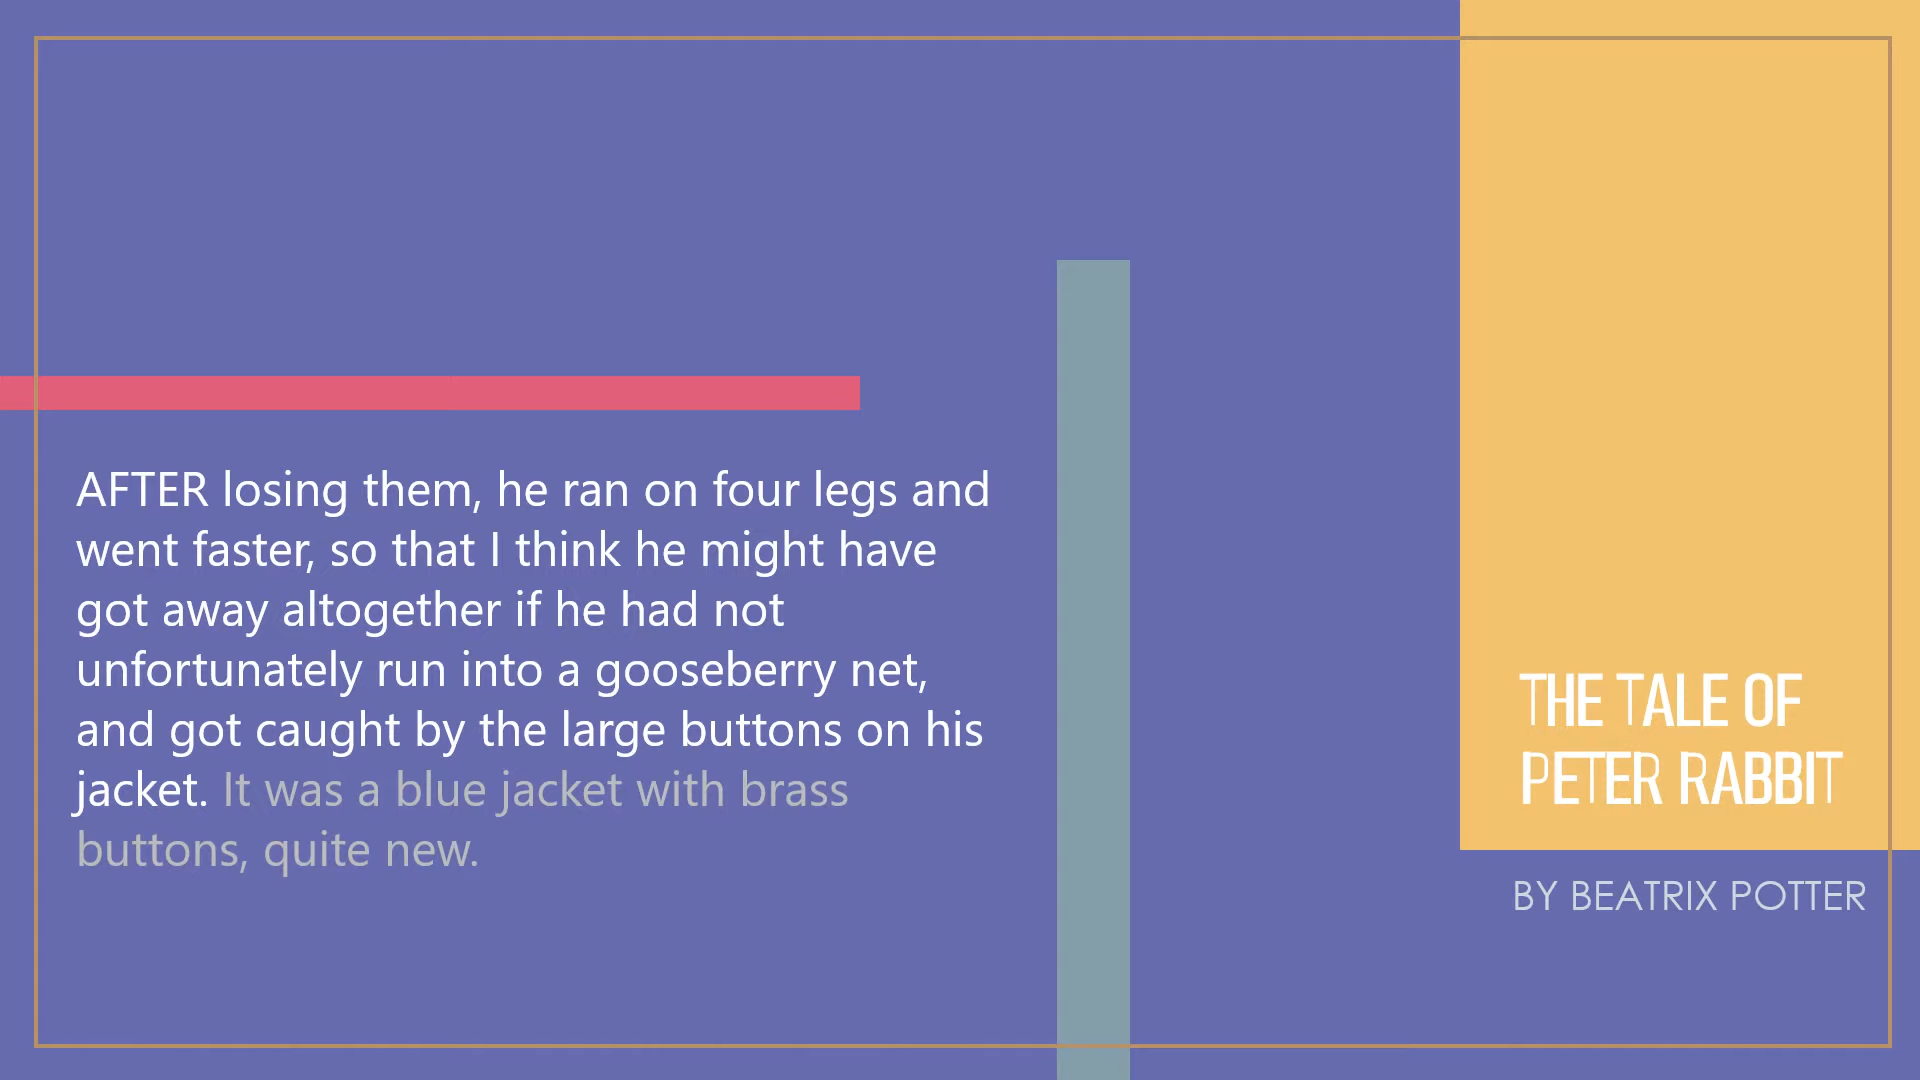 AFTER losing them, he ran on four legs and
went faster, so that I think he might have
got away altogether if he had not
unfortunately run into a gooseberry net,
and got caught by the large buttons on his
jacket. It was a blue jacket with brass
buttons, quite new.
THE TALE OF
PETER RABBIT
BY BEATRIX POTTER